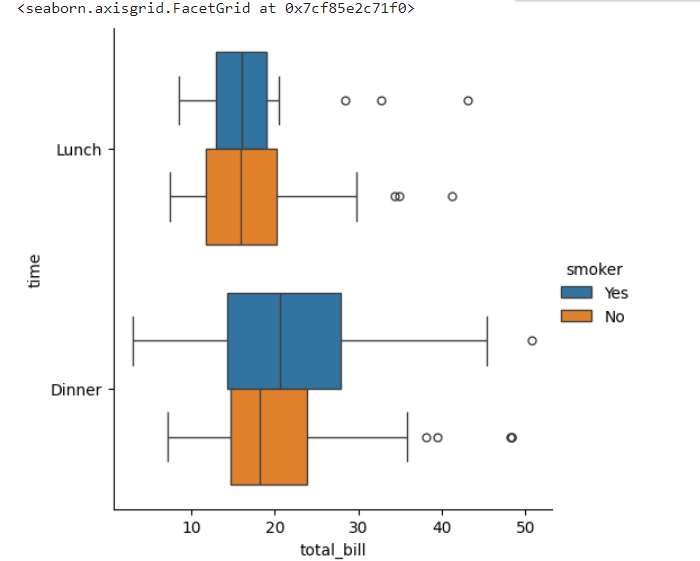 <seaborn.axisgrid.FacetGrid at 0x7cf85e2c71f0>
Lunch
time
Dinner
smoker
Yes
No
10 20 30 40 50
total_bill